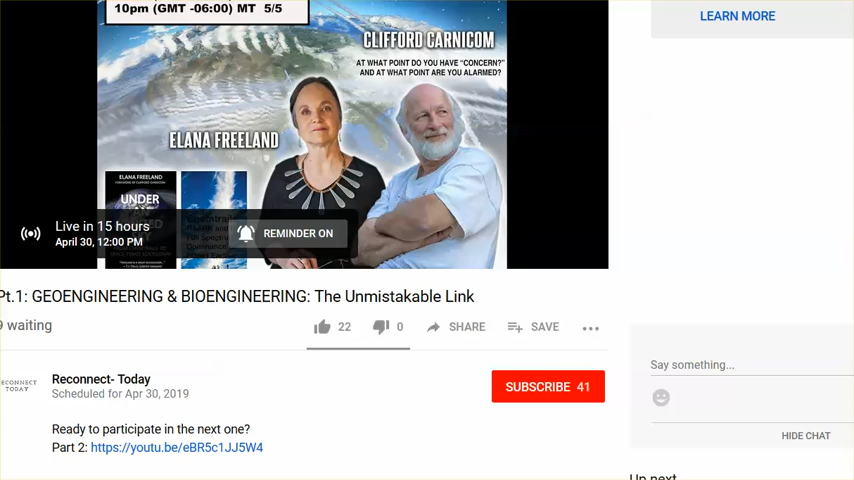 10pm (GMT -06:00) MT 5/5
LEARN MORE
CLIFFORD CARNICOM
AT WHAT POINT DO YOU HAVE "CONCERN?"
AND AT WHAT POINT ARE YOU ALARMED?
ELANA FREELAND
ELANA FREELAND
UNDER
Live in 15 hours
April 30, 12:00 PM
REMINDER ON
Pt.1: GEOENGINEERING & BIOENGINEERING: The Unmistakable Link
9 waiting
22
0
SHARE
SAVE
Say something...
HIDE CHAT
RECONNECT
TODAY
Reconnect- Today
Scheduled for Apr 30, 2019
SUBSCRIBE 41
Ready to participate in the next one?
Part 2: https://youtu.be/eBR5c1JJ5W4
Up next